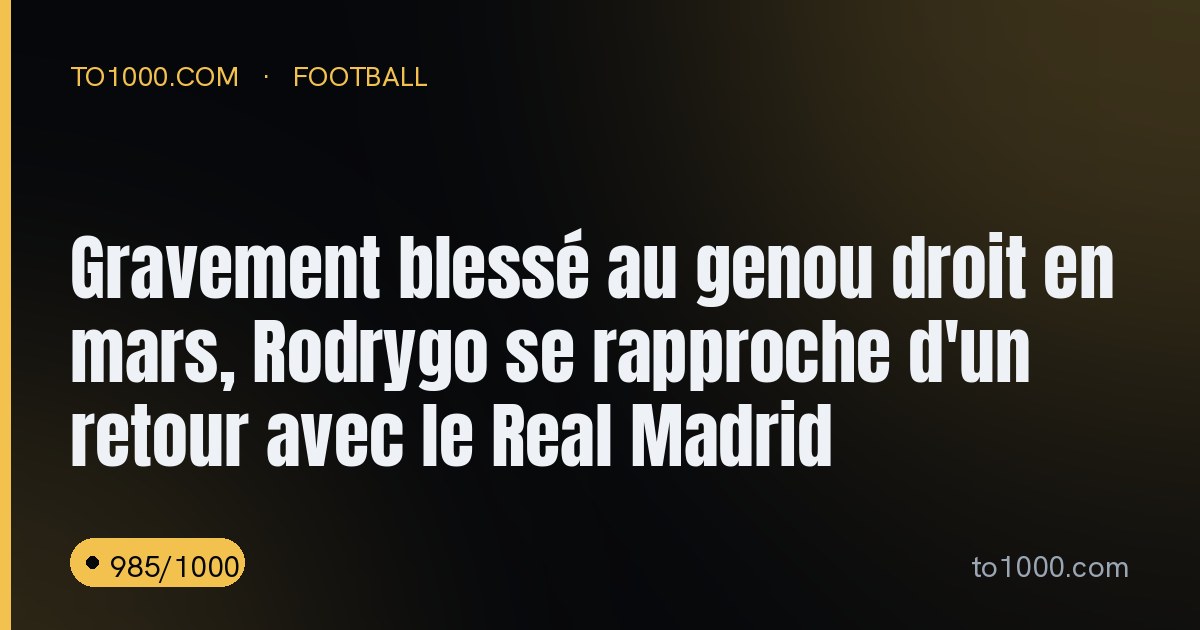 TO1000.COM · FOOTBALL
Gravement blessé au genou droit en
mars, Rodrygo se rapproche d'un
retour avec le Real Madrid
985/1000
to1000.com